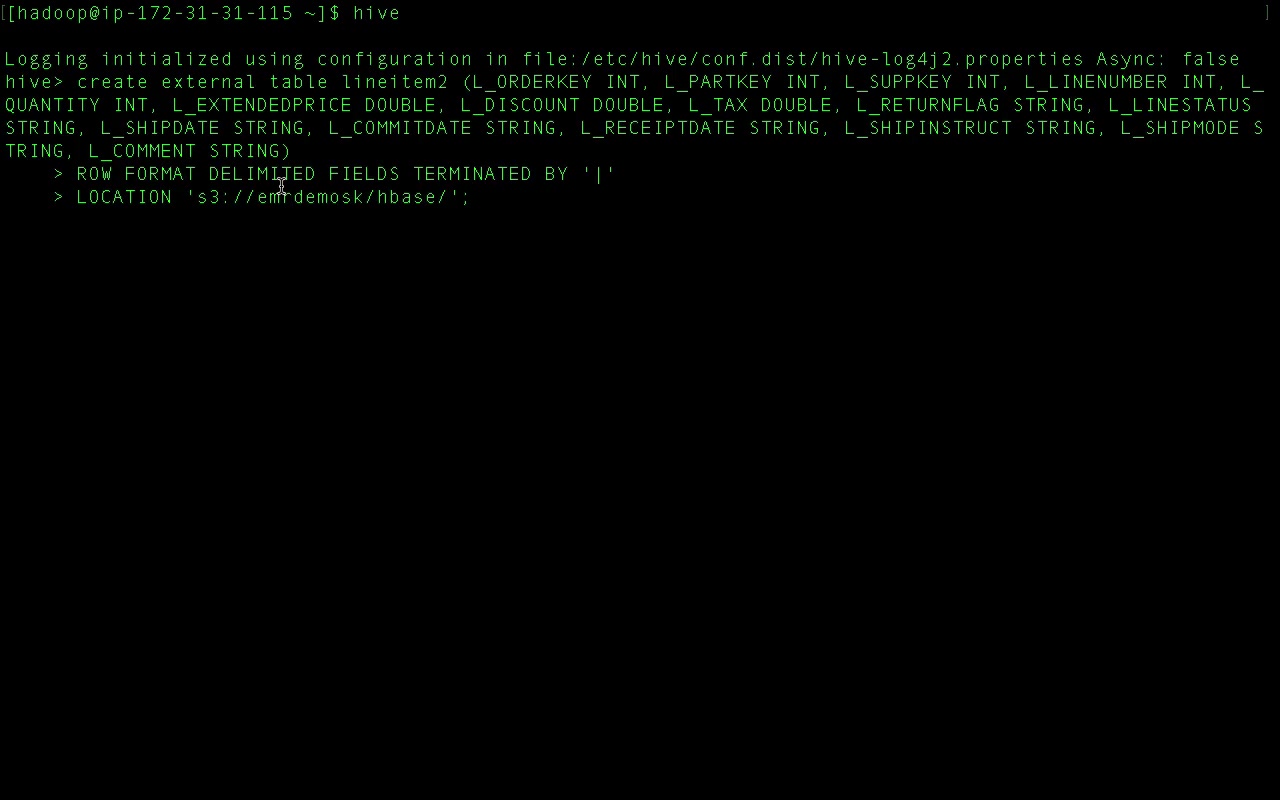 [[hadoop@ip-172-31-31-115 ~]$ hive ]
Logging initialized using configuration in file:/etc/hive/conf.dist/hive-log4j2.properties Async: false
hive> create external table lineitem2 (L_ORDERKEY INT, L_PARTKEY INT, L_SUPPKEY INT, L_LINENUMBER INT, L_
QUANTITY INT, L_EXTENDEDPRICE DOUBLE, L_DISCOUNT DOUBLE, L_TAX DOUBLE, L_RETURNFLAG STRING, L_LINESTATUS
STRING, L_SHIPDATE STRING, L_COMMITDATE STRING, L_RECEIPTDATE STRING, L_SHIPINSTRUCT STRING, L_SHIPMODE S
TRING, L_COMMENT STRING)
    > ROW FORMAT DELIMITED FIELDS TERMINATED BY '|'
    > LOCATION 's3://emrdemosk/hbase/';